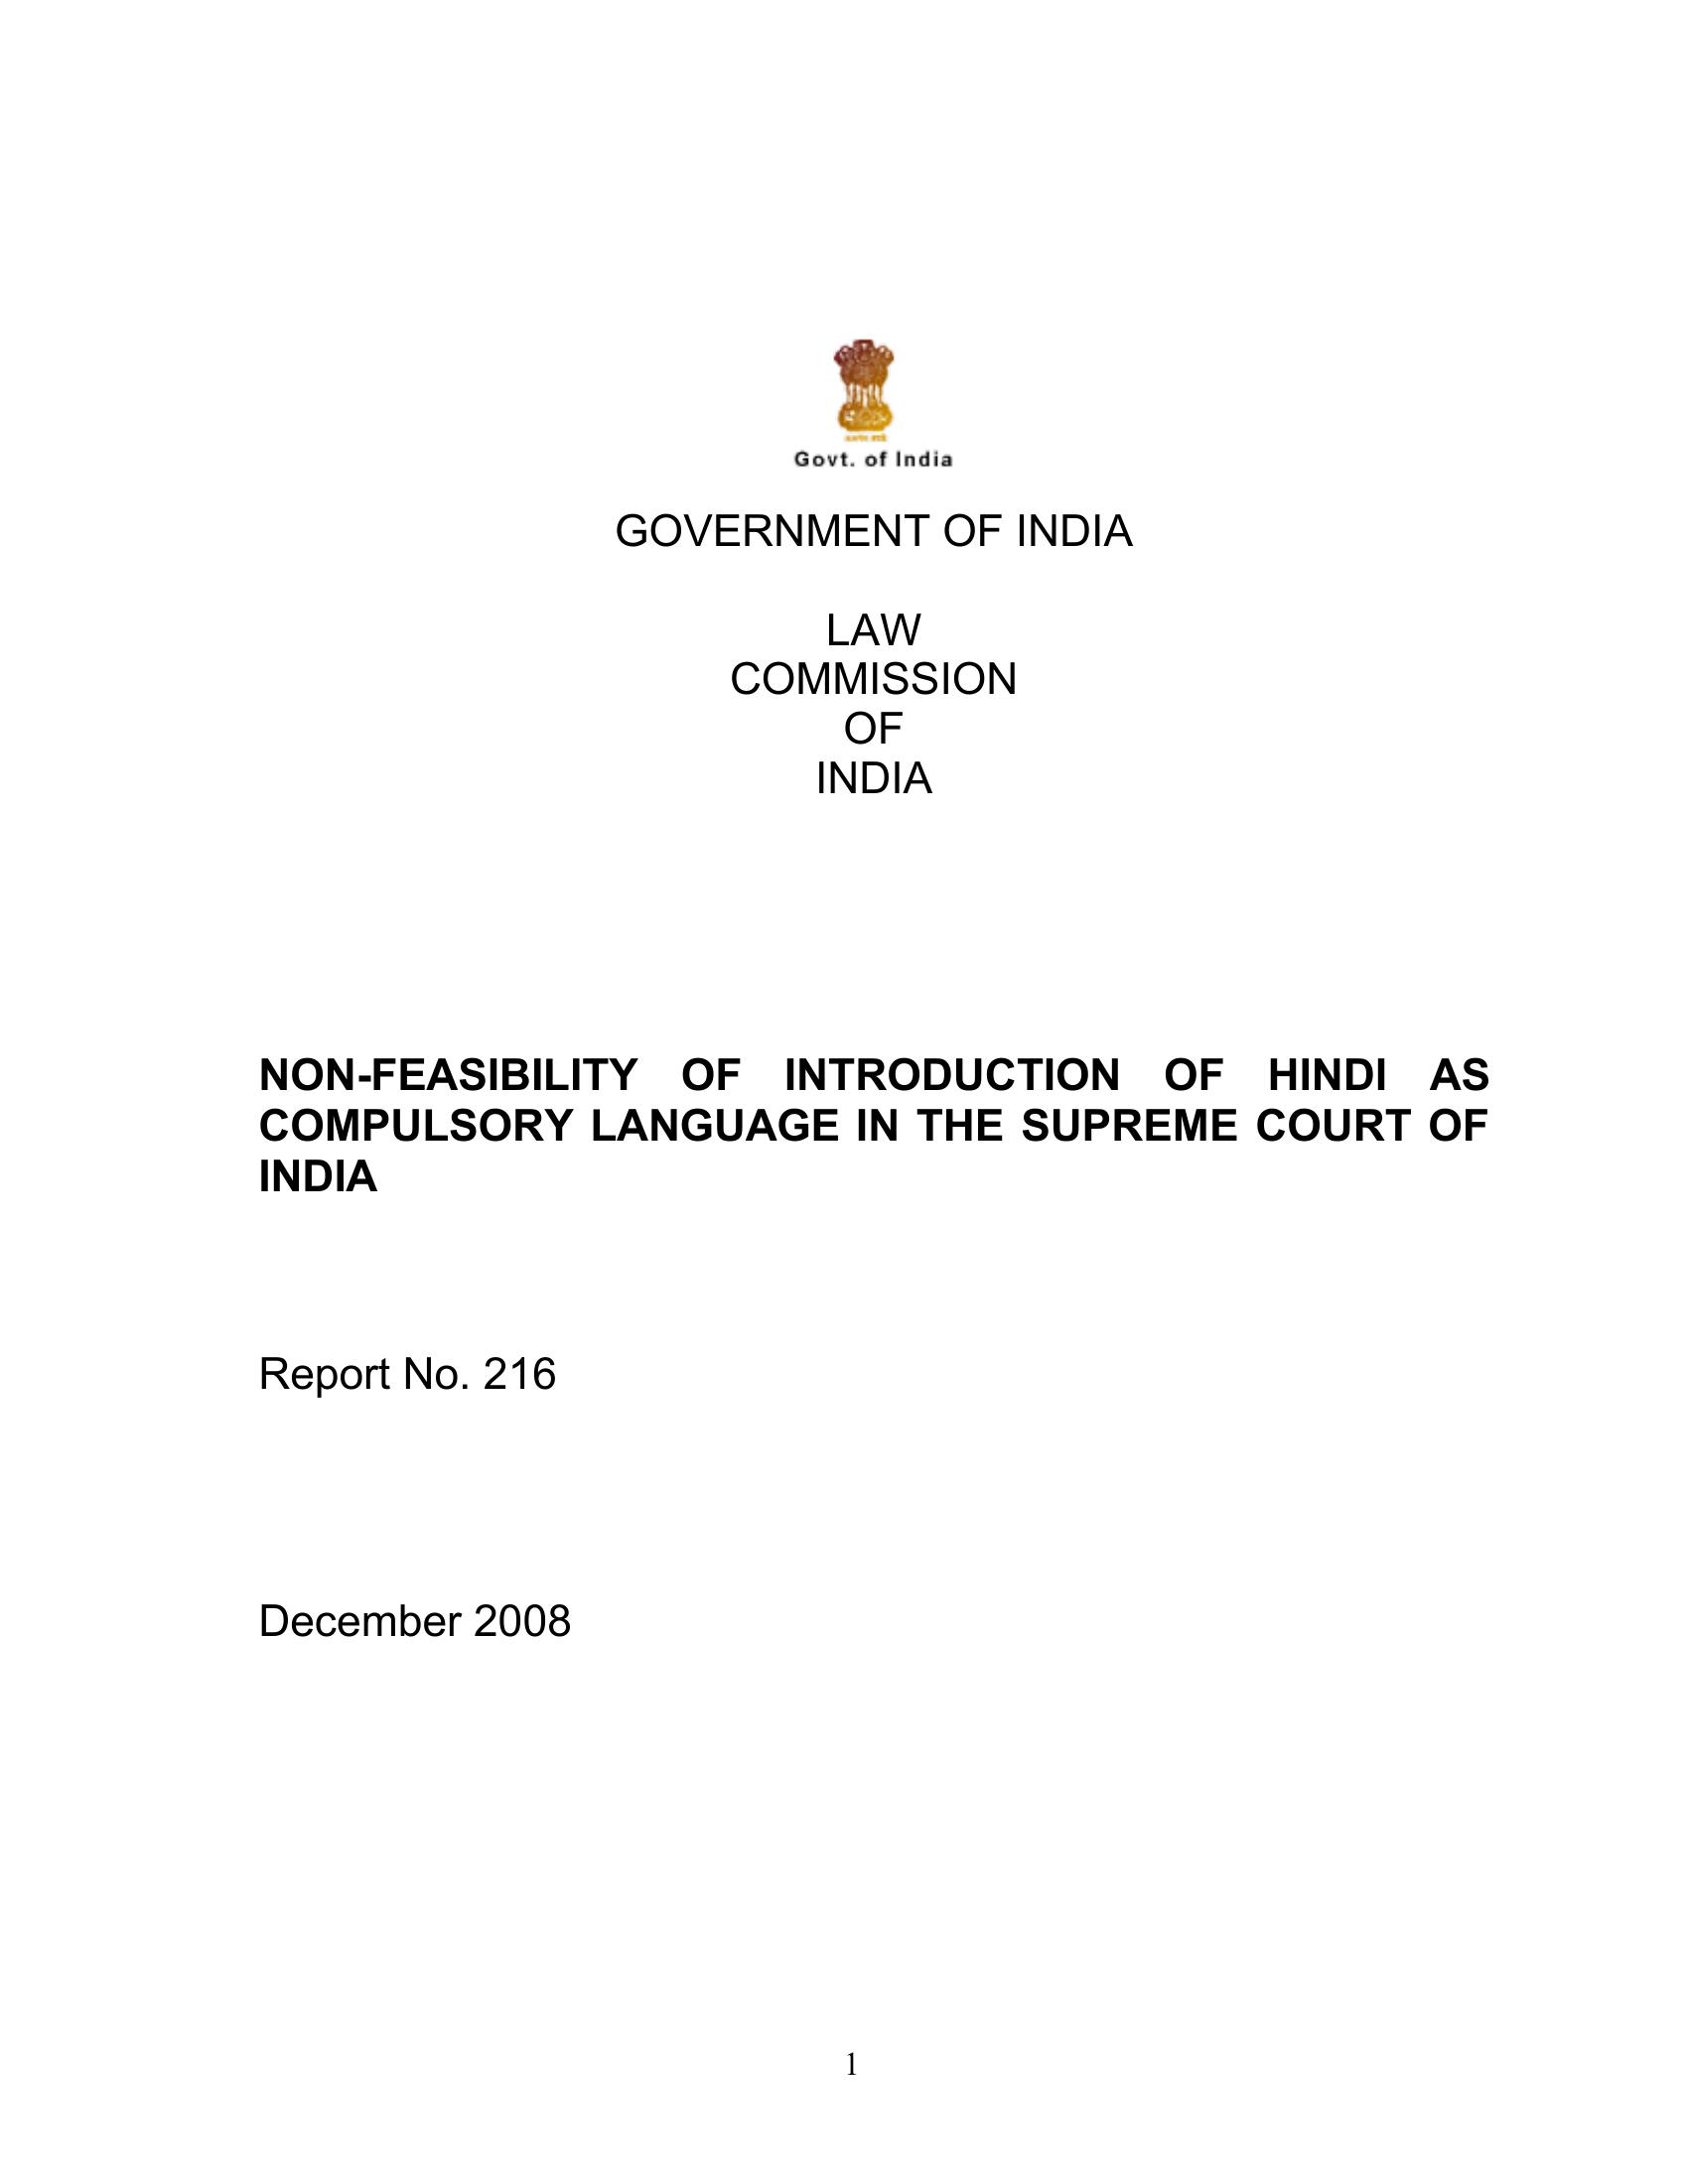 Govt. of India
GOVERNMENT OF INDIA
LAW
COMMISSION
OF
INDIA
NON-FEASIBILITY OF INTRODUCTION OF HINDI AS
COMPULSORY LANGUAGE IN THE SUPREME COURT OF
INDIA
Report No. 216
December 2008
1